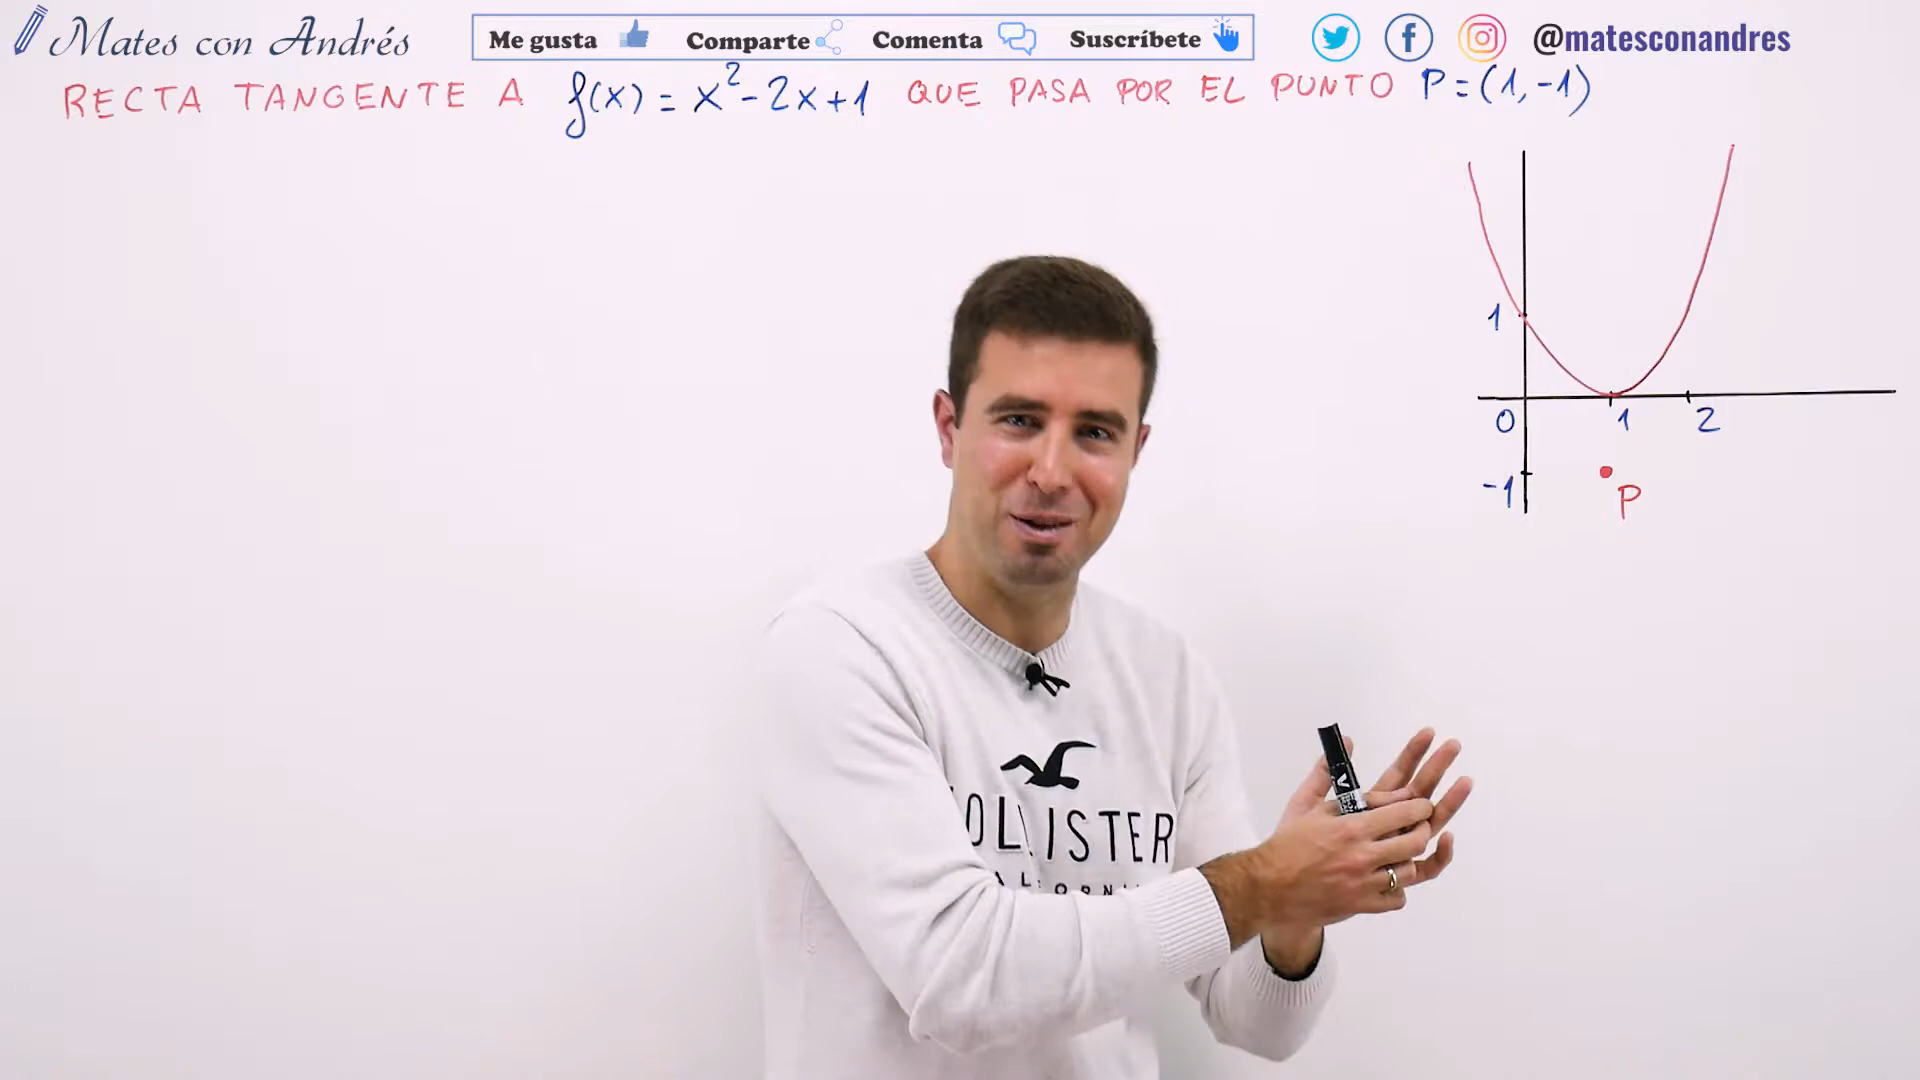 Mates con Andrés
Me gusta Comparte Comenta Suscríbete
@matesconandres
RECTA TANGENTE A f(x) = x²-2x+1 QUE PASA POR EL PUNTO P=(1,-1)
1
0 1 2
-1 P
V
OLLISTER